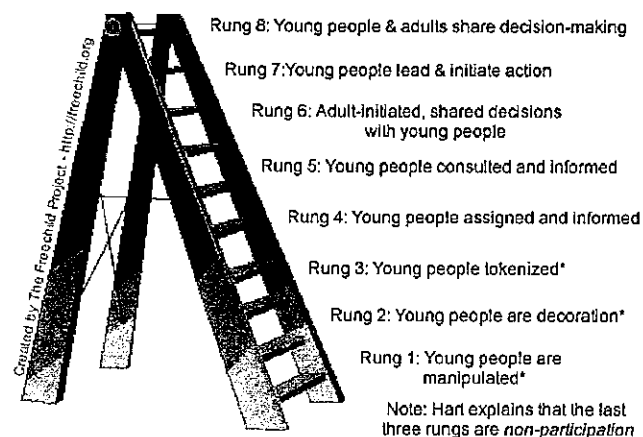 Rung 8: Young people & adults share decision-making
Rung 7:Young people lead & initiate action
Rung 6: Adult-initiated, shared decisions
with young people
Rung 5: Young people consulted and informed
Rung 4: Young people assigned and informed
Rung 3: Young people tokenized*
Rung 2: Young people are decoration*
Rung 1: Young people are
manipulated*
Note: Hart explains that the last
three rungs are non-participation
Created by The Freechild Project - http://freechild.org